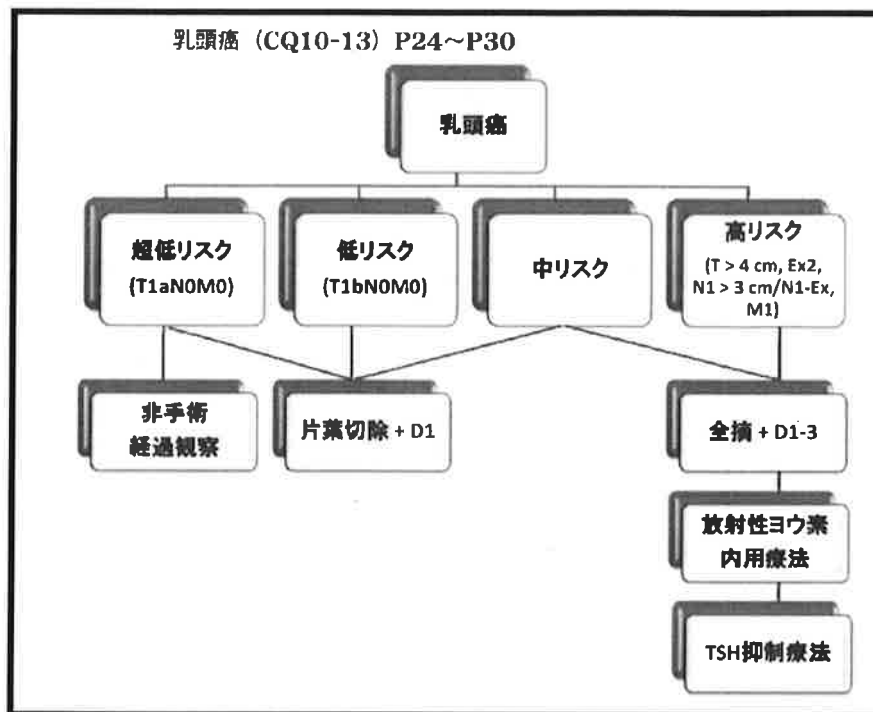 乳頭癌 (CQ10-13) P24～P30
乳頭癌
超低リスク
(T1aN0M0)
低リスク
(T1bN0M0)
中リスク
高リスク
(T > 4 cm, Ex2,
N1 > 3 cm/N1-Ex,
M1)
非手術
経過観察
片葉切除 + D1
全摘 + D1-3
放射性ヨウ素
内用療法
TSH抑制療法